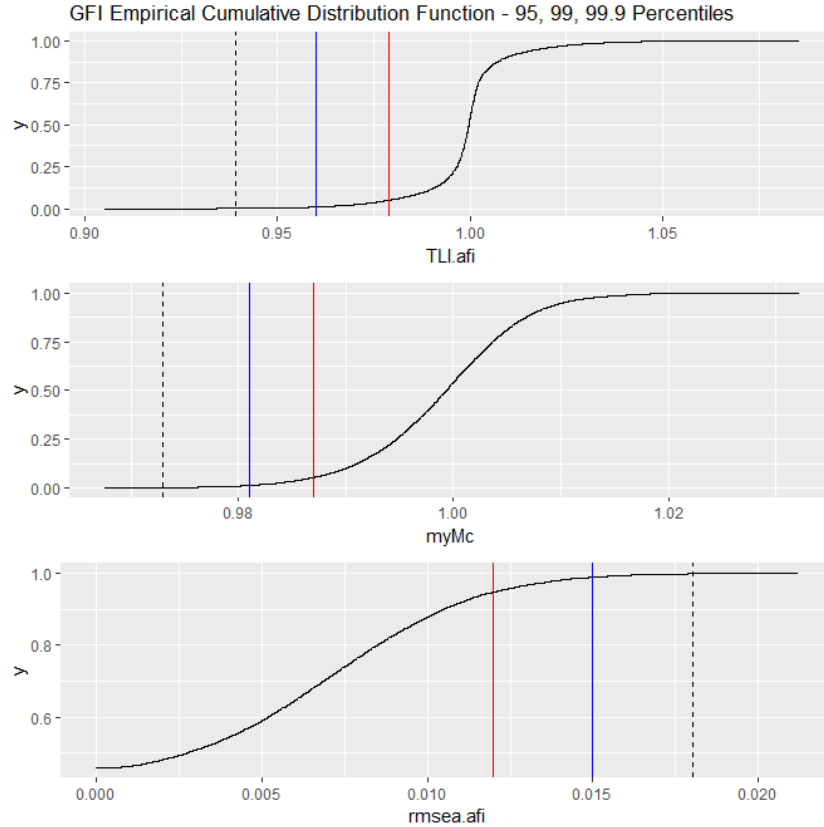 GFI Empirical Cumulative Distribution Function - 95, 99, 99.9 Percentiles
1.00
0.75
y
0.50
0.25
0.00
0.90 0.95 1.00 1.05
TLI.afi
1.00
0.75
y
0.50
0.25
0.00
0.98 1.00 1.02
myMc
1.0
0.8
y
0.6
0.000 0.005 0.010 0.015 0.020
rmsea.afi